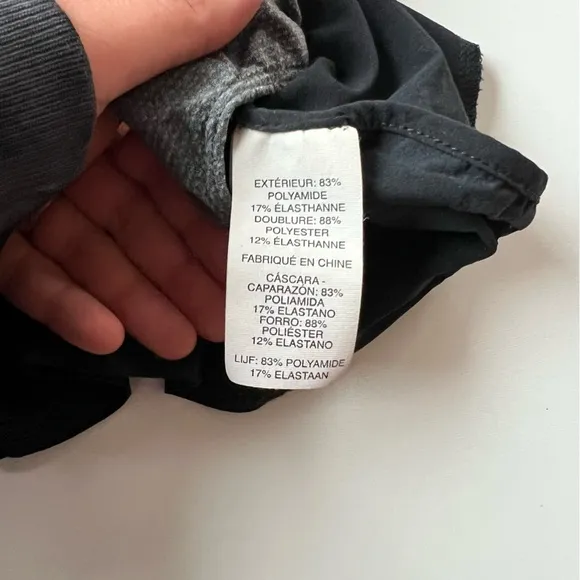 EXTÉRIEUR: 83%
POLYAMIDE
17% ÉLASTHANNE
DOUBLURE: 88%
POLYESTER
12% ÉLASTHANNE
FABRIQUÉ EN CHINE
CÁSCARA -
CAPARAZÓN: 83%
POLIAMIDA
17% ELASTANO
FORRO: 88%
POLIÉSTER
12% ELASTANO
LIJF: 83% POLYAMIDE
17% ELASTAAN